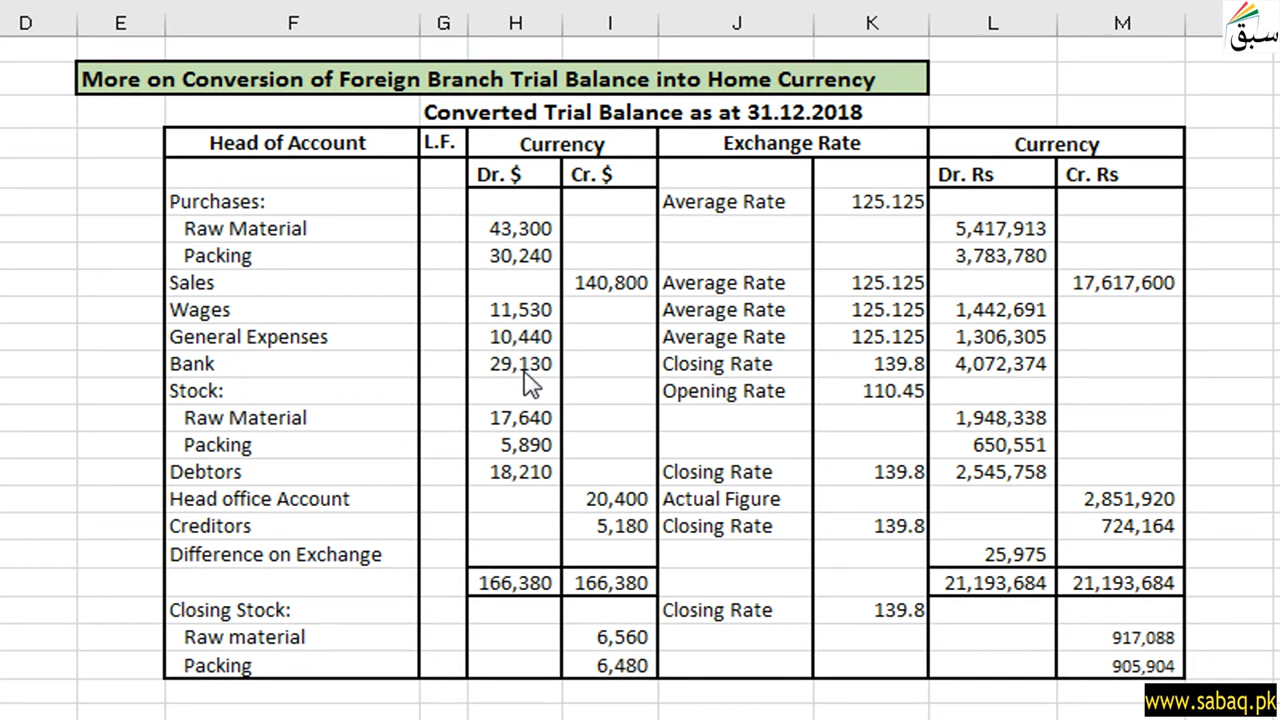 D E F G H I J K L M
سبق
More on Conversion of Foreign Branch Trial Balance into Home Currency
Converted Trial Balance as at 31.12.2018
Head of Account L.F. Currency Exchange Rate Currency
Dr. $ Cr. $ Dr. Rs Cr. Rs
Purchases: Average Rate 125.125
Raw Material 43,300 5,417,913
Packing 30,240 3,783,780
Sales 140,800 Average Rate 125.125 17,617,600
Wages 11,530 Average Rate 125.125 1,442,691
General Expenses 10,440 Average Rate 125.125 1,306,305
Bank 29,130 Closing Rate 139.8 4,072,374
Stock: Opening Rate 110.45
Raw Material 17,640 1,948,338
Packing 5,890 650,551
Debtors 18,210 Closing Rate 139.8 2,545,758
Head office Account 20,400 Actual Figure 2,851,920
Creditors 5,180 Closing Rate 139.8 724,164
Difference on Exchange 25,975
166,380 166,380 21,193,684 21,193,684
Closing Stock: Closing Rate 139.8
Raw material 6,560 917,088
Packing 6,480 905,904
www.sabaq.pk